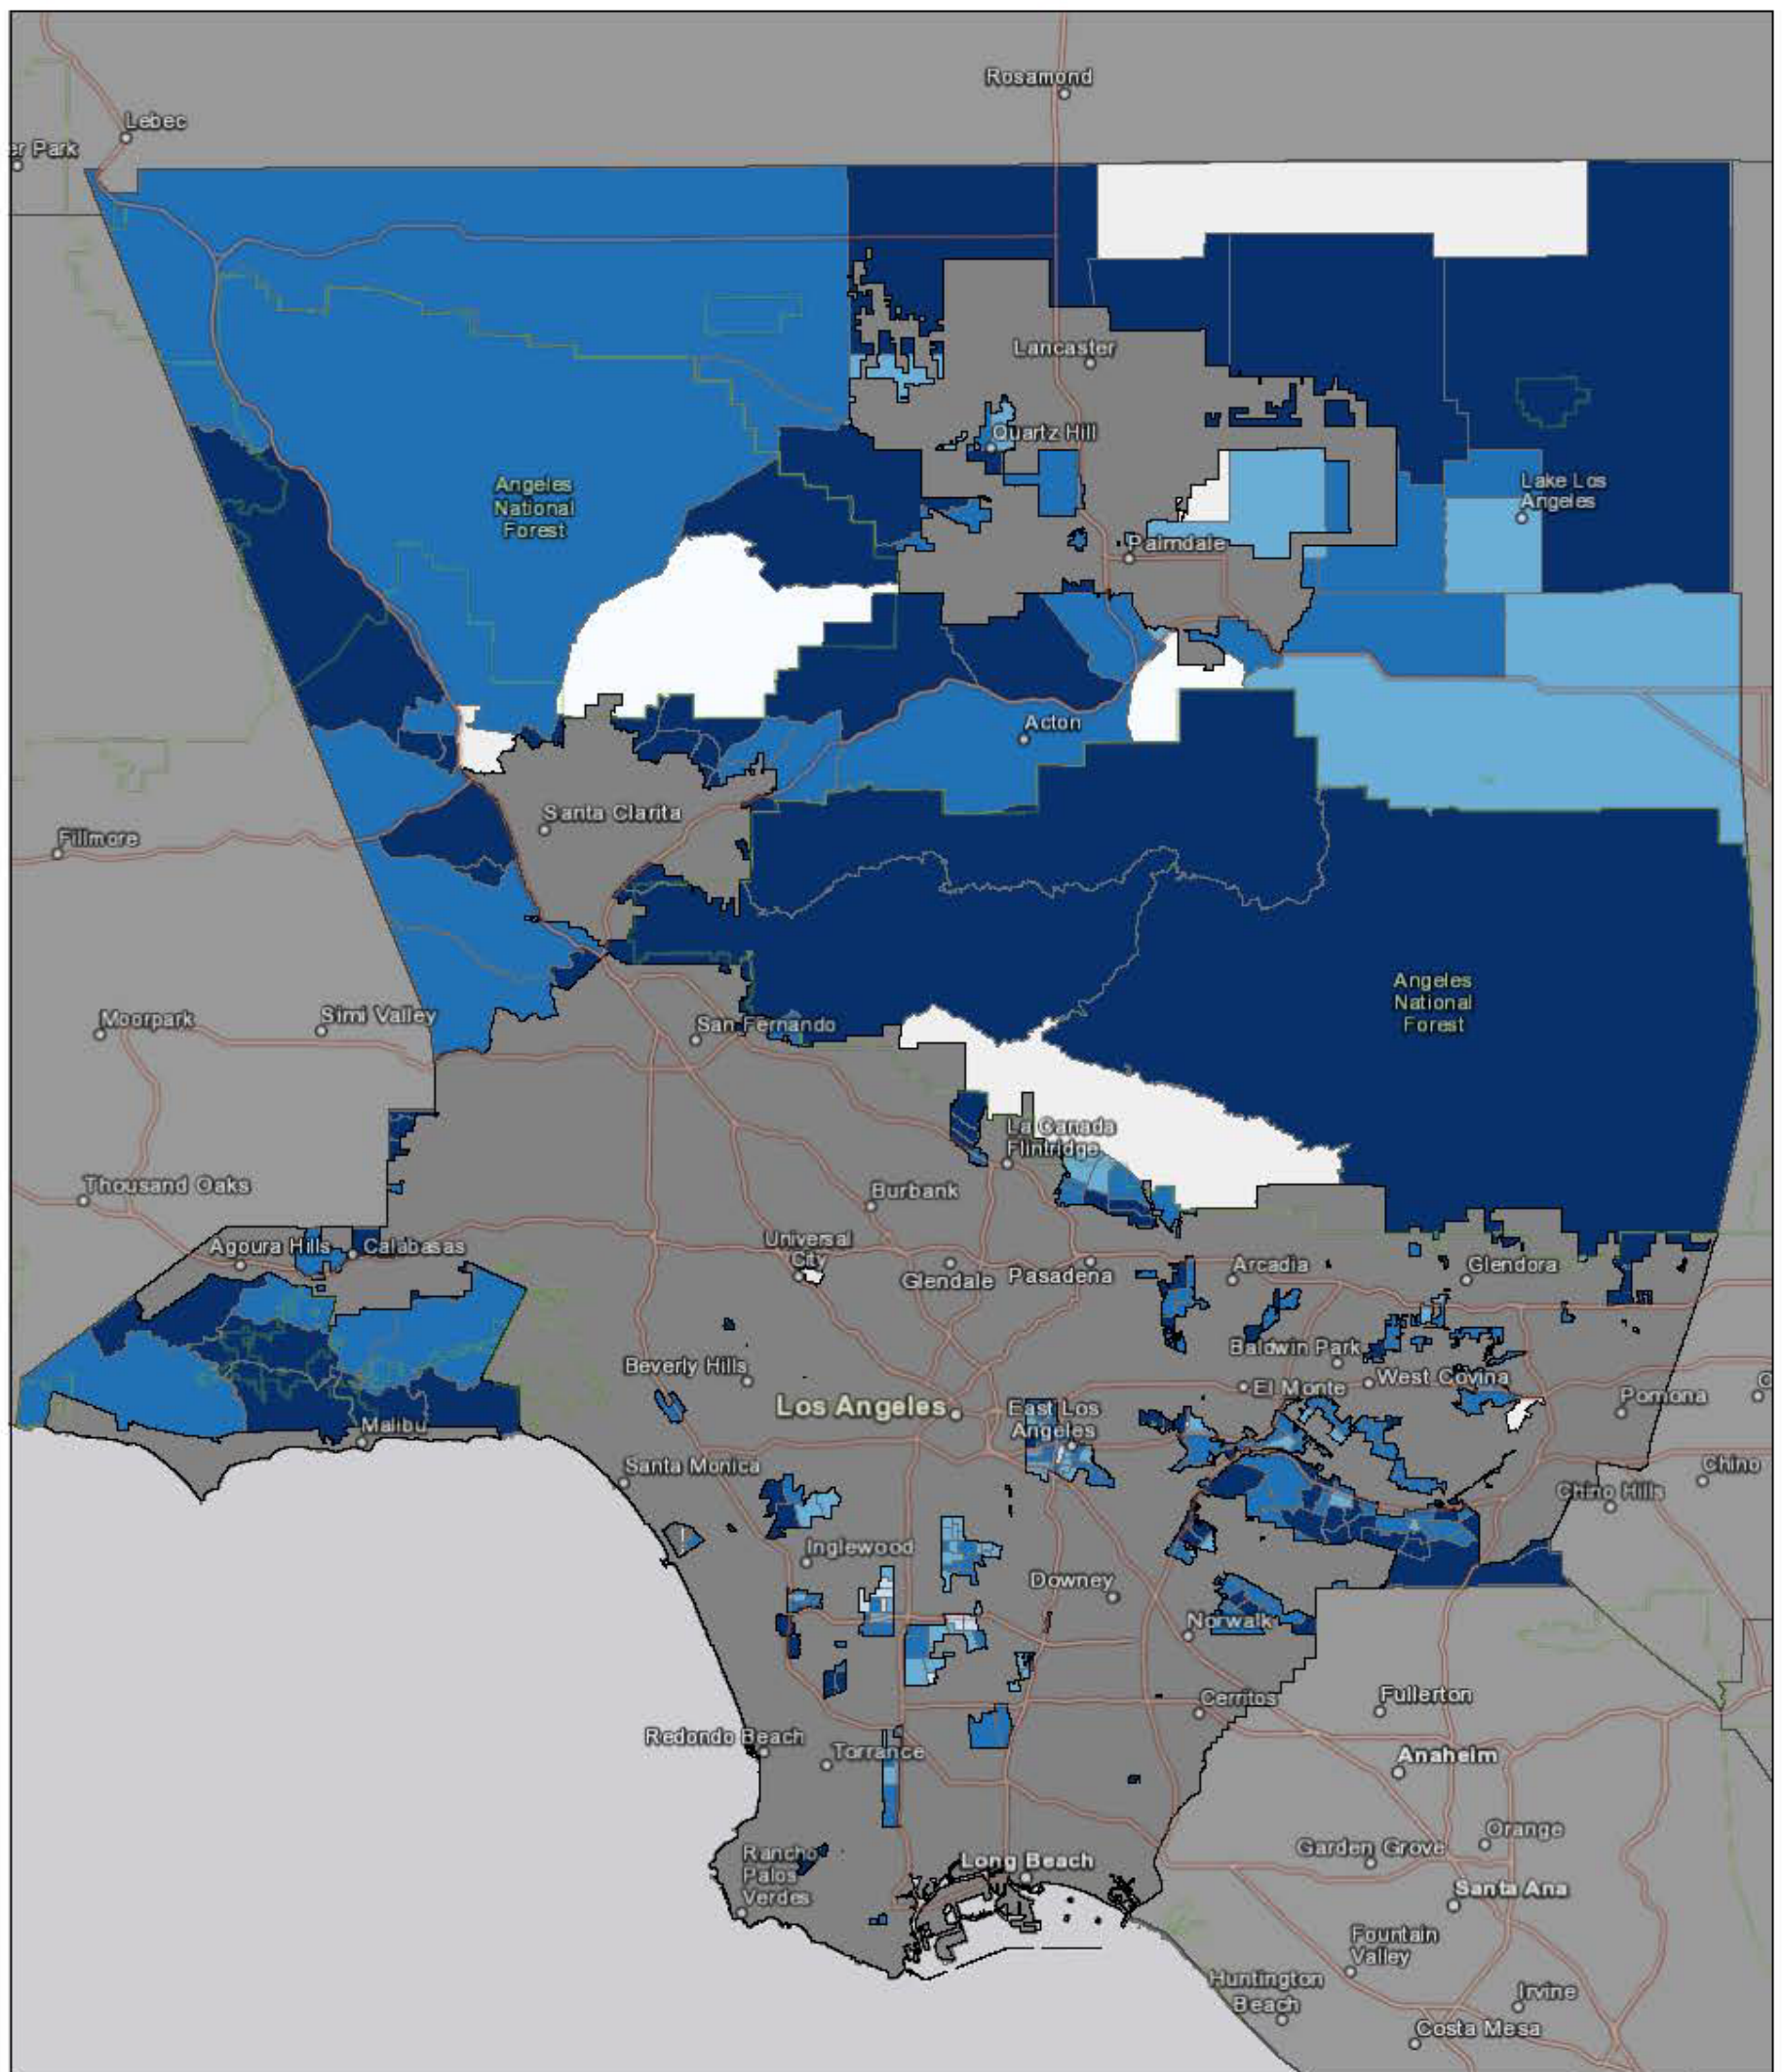 Rosamond
Lebec
er Park
Lancaster
Quartz Hill
Angeles
National
Forest
Lake Los
Angeles
Palmdale
Acton
Santa Clarita
Fillmore
Angeles
National
Forest
Moorpark
Simi Valley
San Fernando
La Canada
Flintridge
Thousand Oaks
Burbank
Agoura Hills
Calabasas
Universal
City
Glendale
Pasadena
Arcadia
Glendora
Baldwin Park
Beverly Hills
El Monte
West Covina
Pomona
O
Los Angeles
East Los
Angeles
Malibu
Santa Monica
Chino
Chino Hills
Inglewood
Downey
Norwalk
Cerritos
Fullerton
Redondo Beach
Torrance
Anaheim
Orange
Garden Grove
Rancho
Palos
Verdes
Long Beach
Santa Ana
Fountain
Valley
Huntington
Beach
Irvine
Costa Mesa